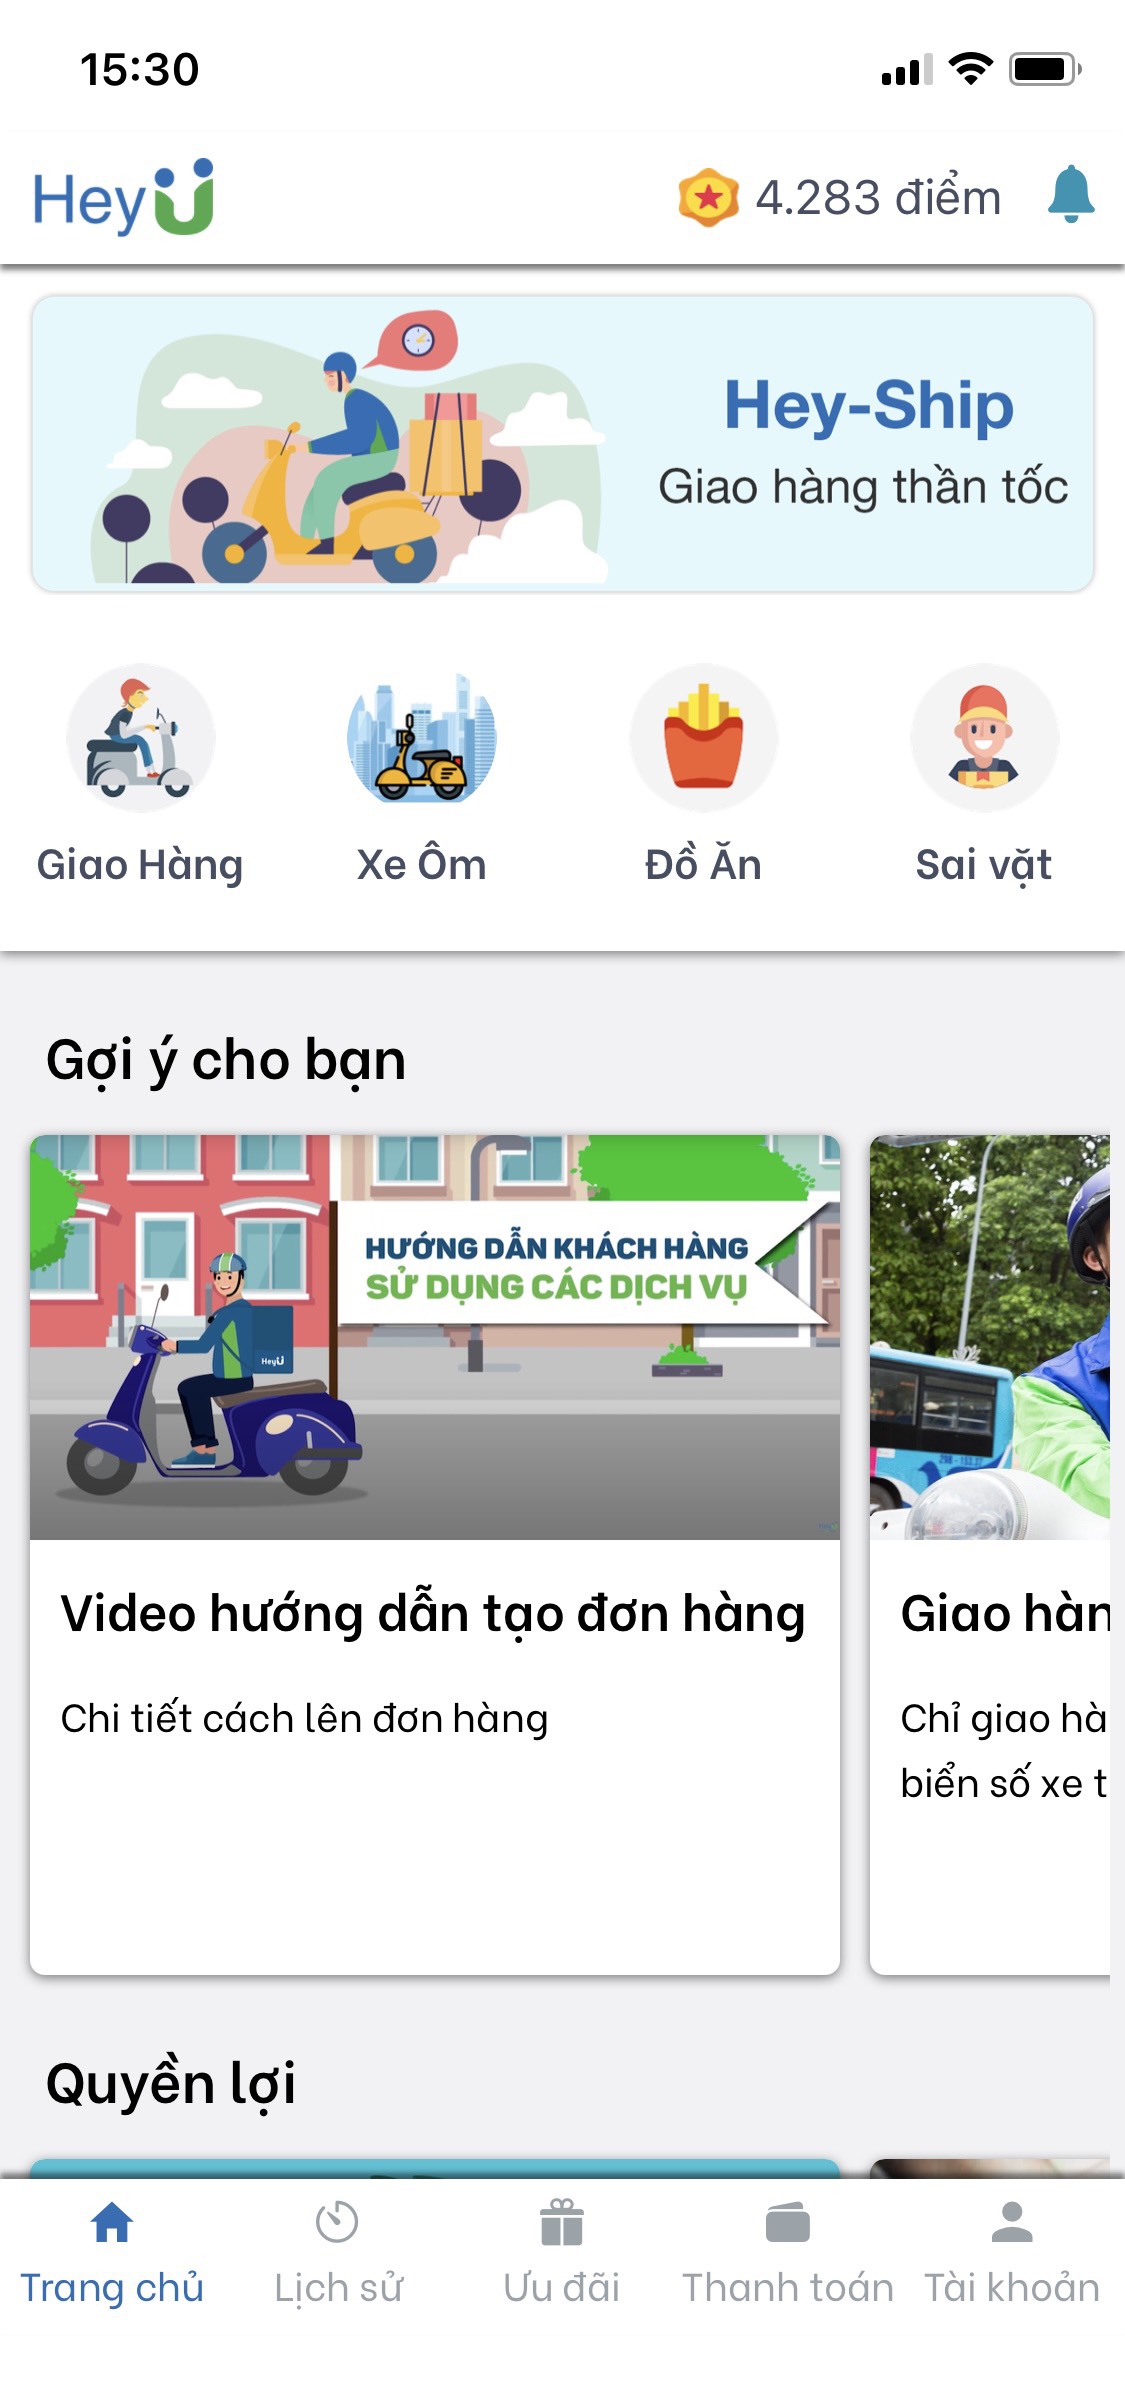 15:30
HeyU
4.283 điểm
Hey-Ship
Giao hàng thần tốc
Giao Hàng
Xe Ôm
Đồ Ăn
Sai vặt
Gợi ý cho bạn
HƯỚNG DẪN KHÁCH HÀNG
SỬ DỤNG CÁC DỊCH VỤ
HeyU
Video hướng dẫn tạo đơn hàng
Chi tiết cách lên đơn hàng
Giao hàn
Chỉ giao hà
biển số xe t
Quyền lợi
Trang chủ
Lịch sử
Ưu đãi
Thanh toán
Tài khoản